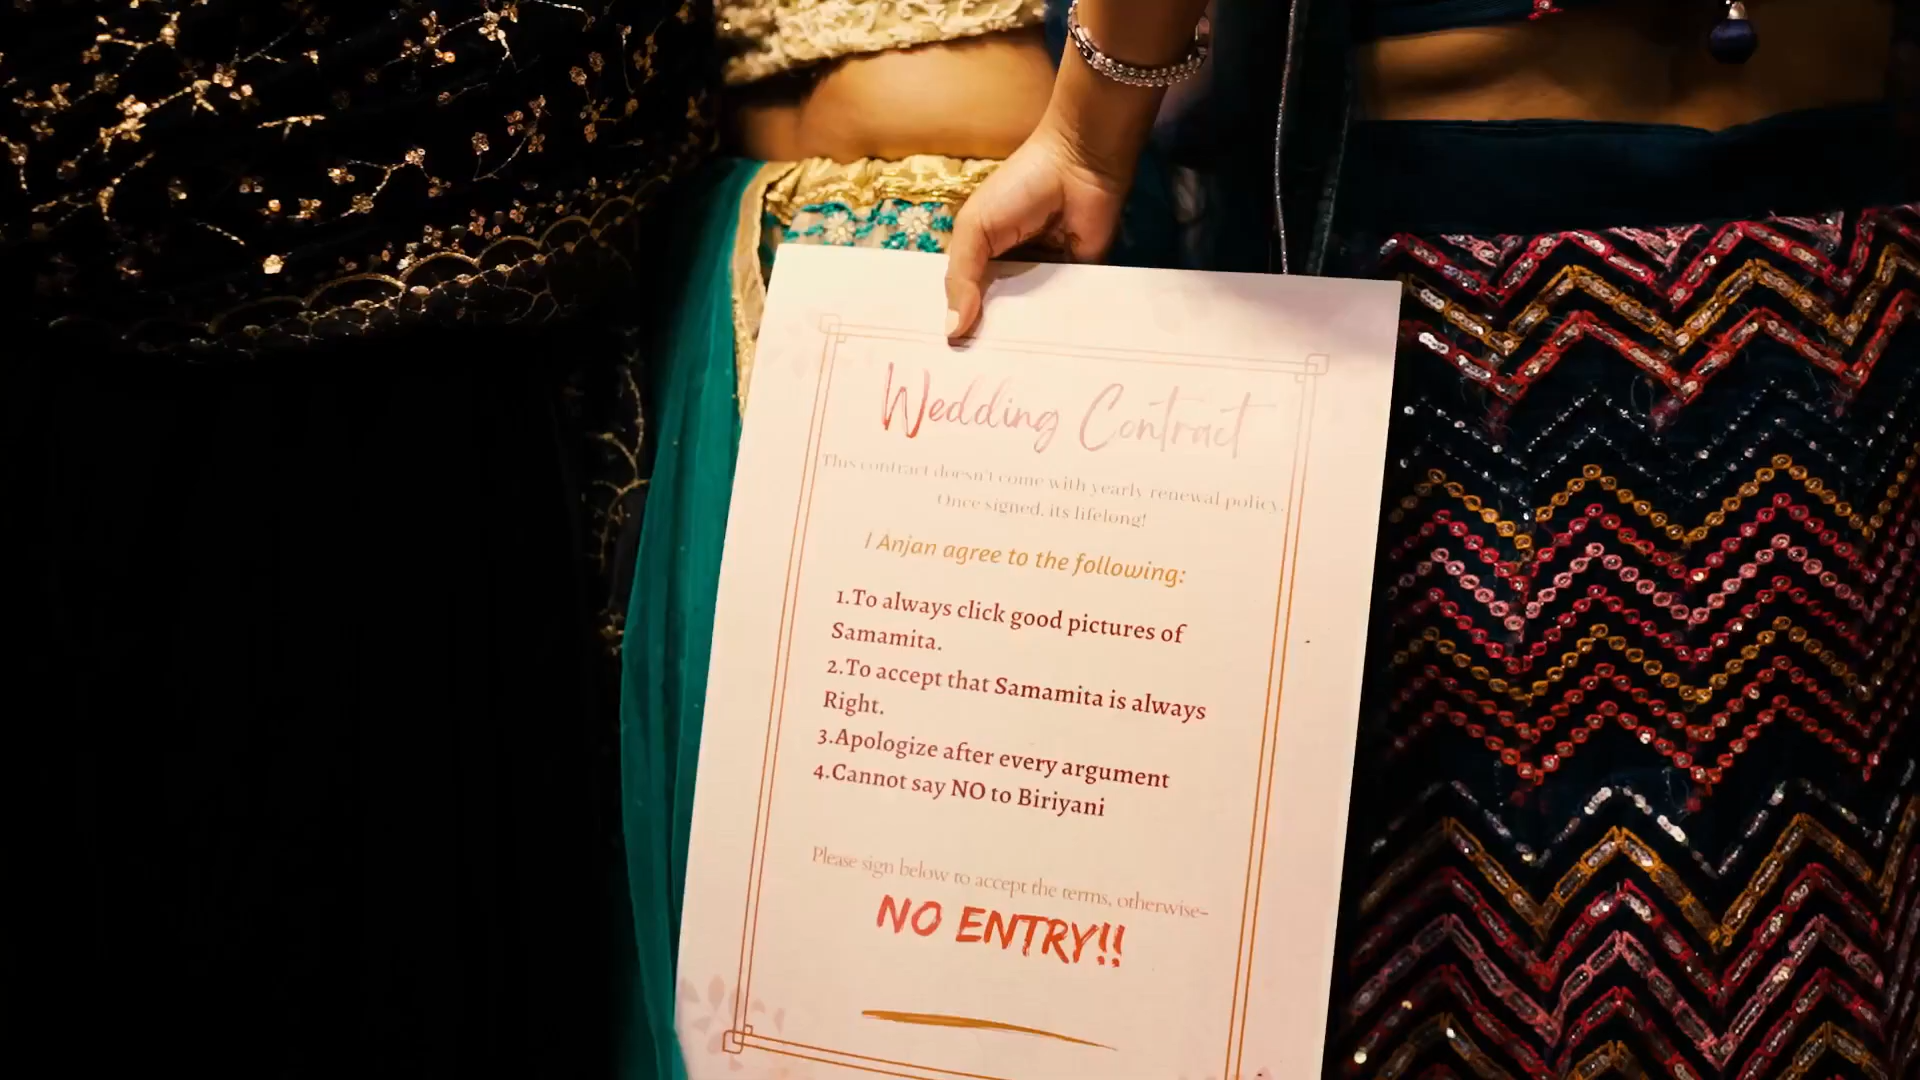 Wedding Contract
This contract doesn't come with yearly renewal policy.
Once signed, its lifelong!
I Anjan agree to the following:
1.To always click good pictures of
Samamita.
2.To accept that Samamita is always
Right.
3.Apologize after every argument
4.Cannot say NO to Biriyani
Please sign below to accept the terms, otherwise-
NO ENTRY!!